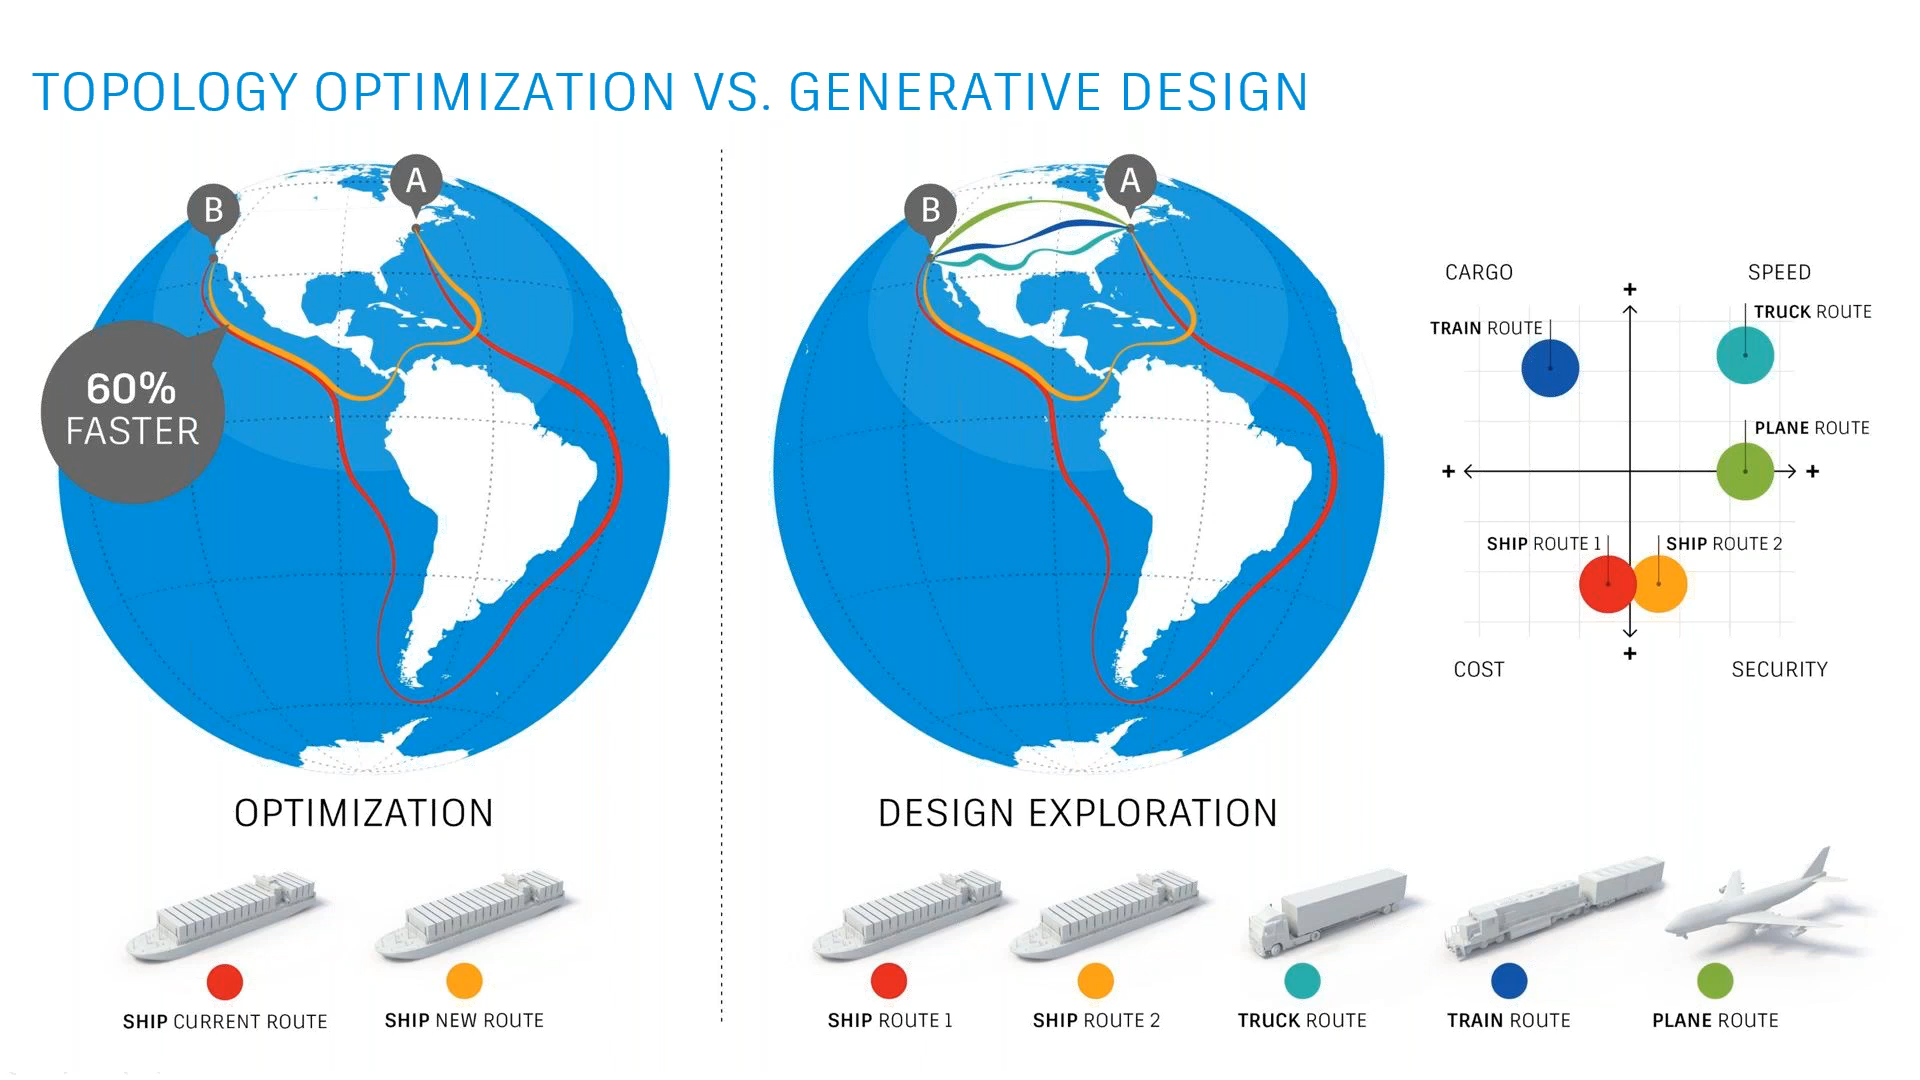 TOPOLOGY OPTIMIZATION VS. GENERATIVE DESIGN
B
A
60%
FASTER
B
A
CARGO
SPEED
+
TRAIN ROUTE
TRUCK ROUTE
PLANE ROUTE
+
+
SHIP ROUTE 1
SHIP ROUTE 2
+
COST
SECURITY
OPTIMIZATION
DESIGN EXPLORATION
SHIP CURRENT ROUTE
SHIP NEW ROUTE
SHIP ROUTE 1
SHIP ROUTE 2
TRUCK ROUTE
TRAIN ROUTE
PLANE ROUTE